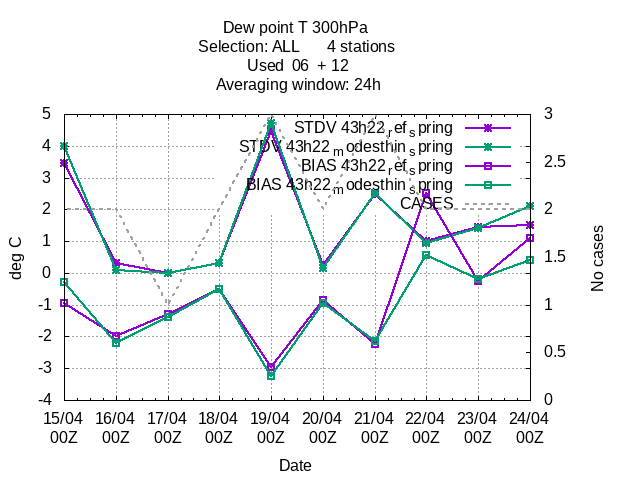 Dew point T 300hPa
Selection: ALL 4 stations
Used 06 + 12
Averaging window: 24h
STDV 43h22_ref_spring
STDV 43h22_modesthin_spring
BIAS 43h22_ref_spring
BIAS 43h22_modesthin_spring
CASES
deg C
5
4
3
2
1
0
-1
-2
-3
-4
3
2.5
2
1.5
1
0.5
0
No cases
15/04 16/04 17/04 18/04 19/04 20/04 21/04 22/04 23/04 24/04
00Z 00Z 00Z 00Z 00Z 00Z 00Z 00Z 00Z 00Z
Date